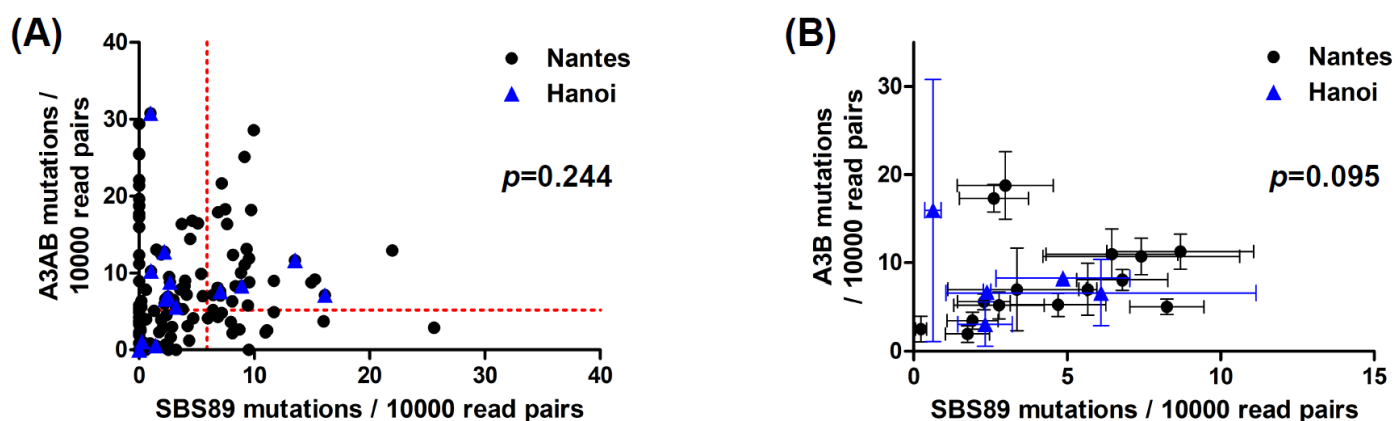 (A)
A3AB mutations /
10000 read pairs
40
30
20
10
0
0
10
20
30
40
SBS89 mutations / 10000 read pairs
Nantes
Hanoi
p=0.244
(B)
A3B mutations
/ 10000 read pairs
30
20
10
0
0
5
10
15
SBS89 mutations / 10000 read pairs
Nantes
Hanoi
p=0.095